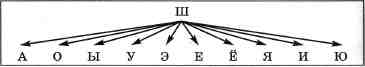 Ш
А О Ы У Э Е Ё Я И Ю